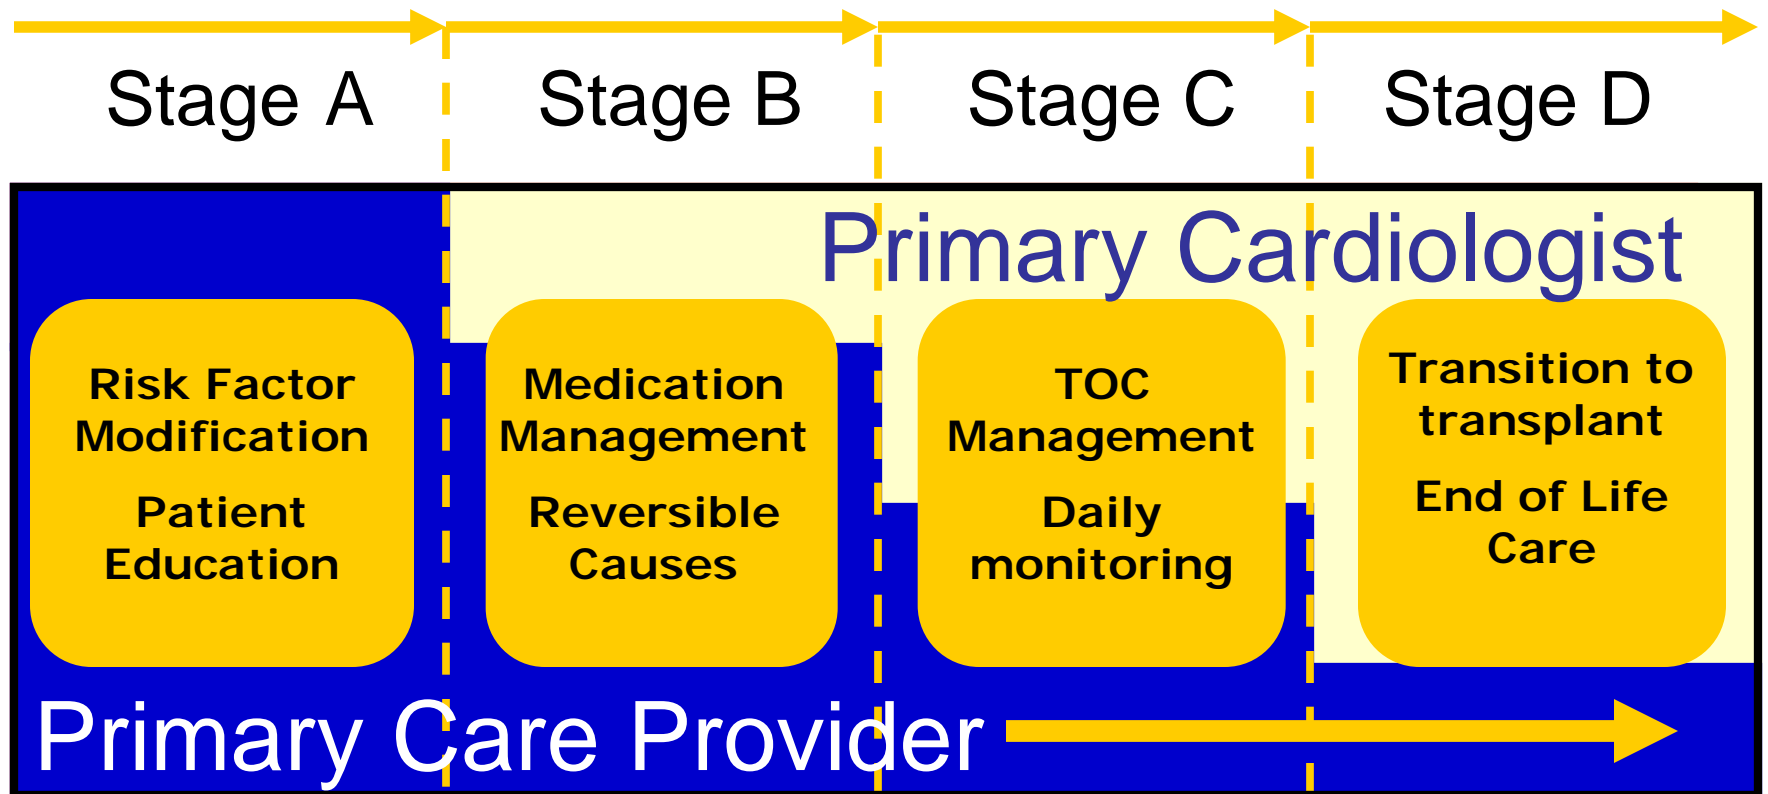 Stage A
Stage B
Stage C
Stage D
Primary Cardiologist
Risk Factor
Modification
Patient
Education
Medication
Management
Reversible
Causes
TOC
Management
Daily
monitoring
Transition to
transplant
End of Life
Care
Primary Care Provider